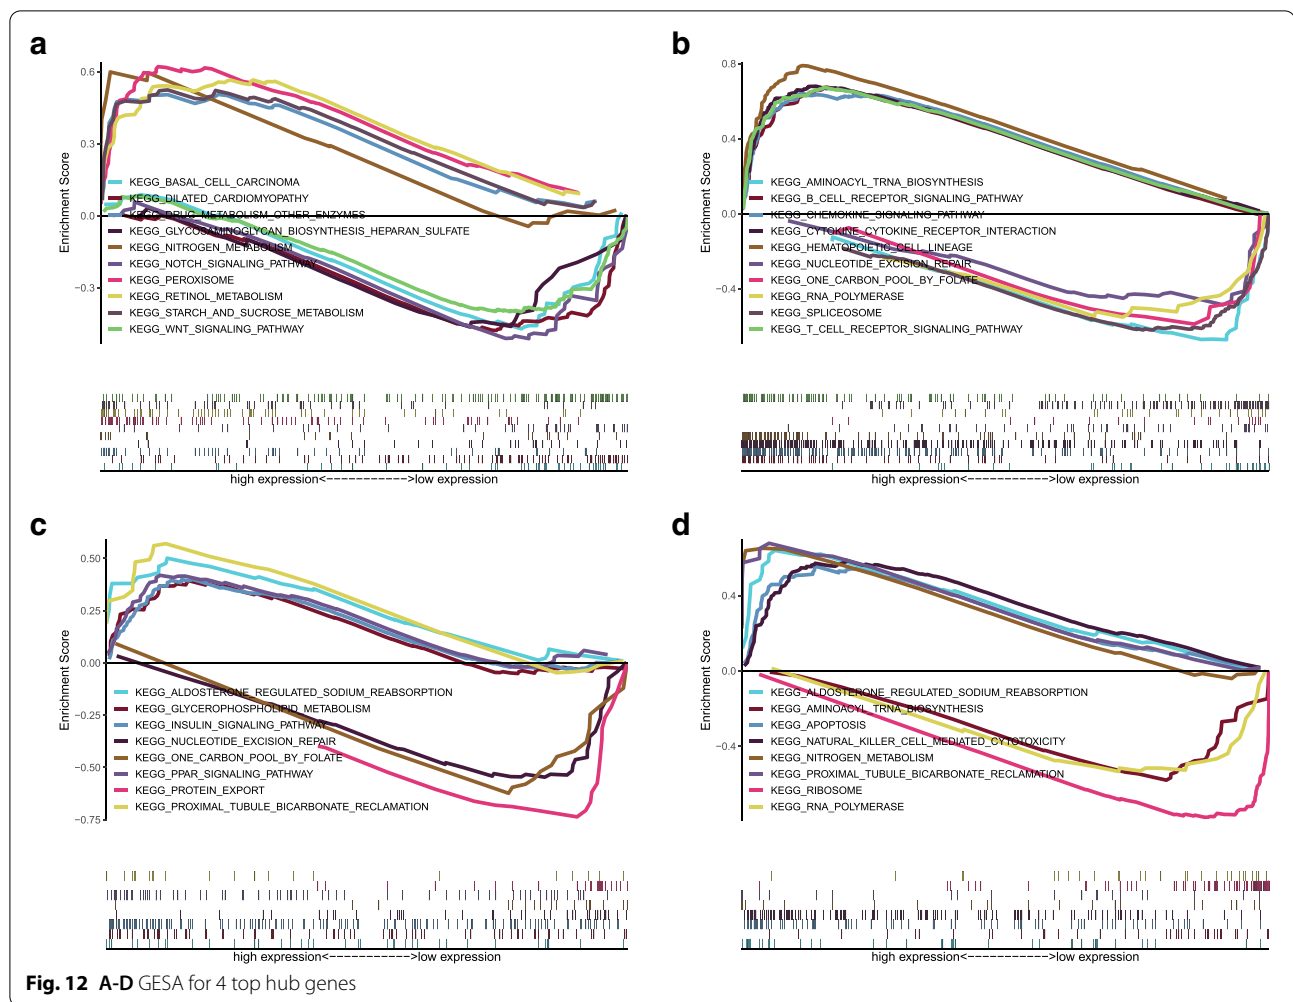 a
Enrichment Score
0.6
0.3
0.0
−0.3
KEGG_BASAL_CELL_CARCINOMA
KEGG_DILATED_CARDIOMYOPATHY
KEGG_DRUG_METABOLISM_OTHER_ENZYMES
KEGG_GLYCOSAMINOGLYCAN_BIOSYNTHESIS_HEPARAN_SULFATE
KEGG_NITROGEN_METABOLISM
KEGG_NOTCH_SIGNALING_PATHWAY
KEGG_PEROXISOME
KEGG_RETINOL_METABOLISM
KEGG_STARCH_AND_SUCROSE_METABOLISM
KEGG_WNT_SIGNALING_PATHWAY
high expression<------------>low expression
b
Enrichment Score
0.8
0.4
0.0
−0.4
KEGG_AMINOACYL_TRNA_BIOSYNTHESIS
KEGG_B_CELL_RECEPTOR_SIGNALING_PATHWAY
KEGG_CHEMOKINE_SIGNALING_PATHWAY
KEGG_CYTOKINE_CYTOKINE_RECEPTOR_INTERACTION
KEGG_HEMATOPOIETIC_CELL_LINEAGE
KEGG_NUCLEOTIDE_EXCISION_REPAIR
KEGG_ONE_CARBON_POOL_BY_FOLATE
KEGG_RNA_POLYMERASE
KEGG_SPLICEOSOME
KEGG_T_CELL_RECEPTOR_SIGNALING_PATHWAY
high expression<------------>low expression
c
Enrichment Score
0.50
0.25
0.00
−0.25
−0.50
−0.75
KEGG_ALDOSTERONE_REGULATED_SODIUM_REABSORPTION
KEGG_GLYCEROPHOSPHOLIPID_METABOLISM
KEGG_INSULIN_SIGNALING_PATHWAY
KEGG_NUCLEOTIDE_EXCISION_REPAIR
KEGG_ONE_CARBON_POOL_BY_FOLATE
KEGG_PPAR_SIGNALING_PATHWAY
KEGG_PROTEIN_EXPORT
KEGG_PROXIMAL_TUBULE_BICARBONATE_RECLAMATION
high expression<------------>low expression
d
Enrichment Score
0.4
0.0
−0.4
KEGG_ALDOSTERONE_REGULATED_SODIUM_REABSORPTION
KEGG_AMINOACYL_TRNA_BIOSYNTHESIS
KEGG_APOPTOSIS
KEGG_NATURAL_KILLER_CELL_MEDIATED_CYTOTOXICITY
KEGG_NITROGEN_METABOLISM
KEGG_PROXIMAL_TUBULE_BICARBONATE_RECLAMATION
KEGG_RIBOSOME
KEGG_RNA_POLYMERASE
high expression<------------>low expression
Fig. 12 A-D GESA for 4 top hub genes